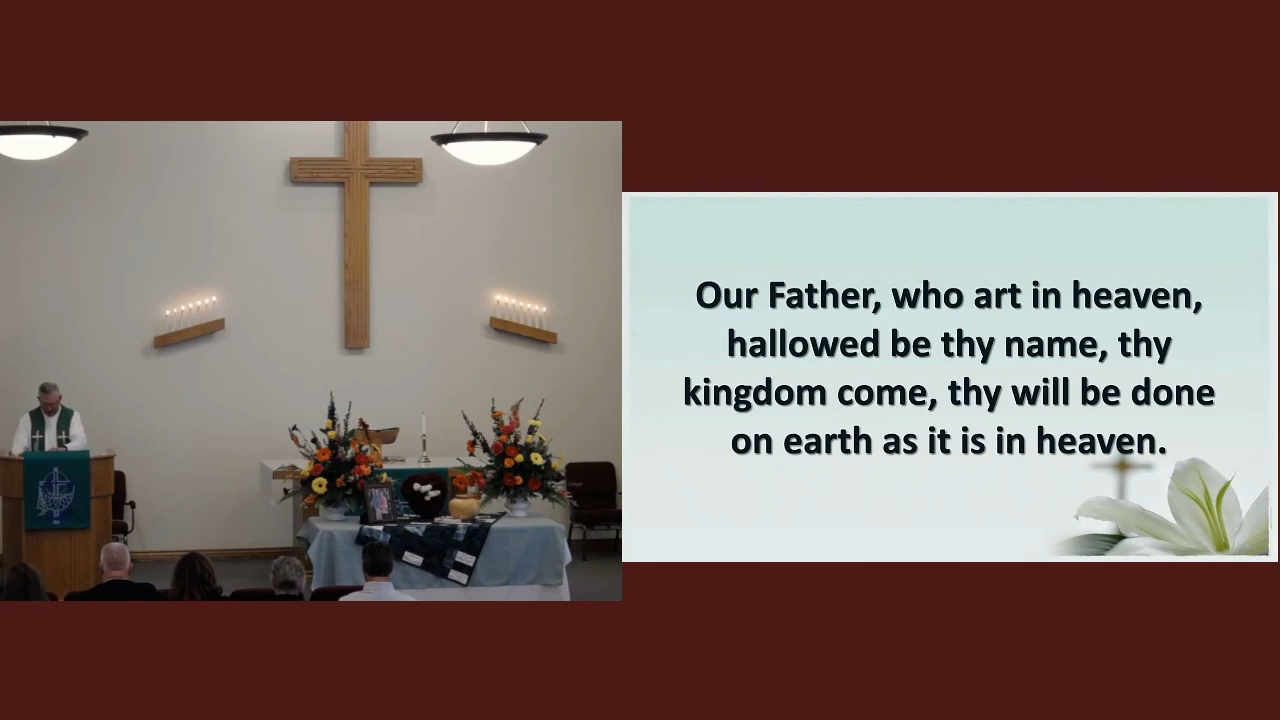 Our Father, who art in heaven,
hallowed be thy name, thy
kingdom come, thy will be done
on earth as it is in heaven.